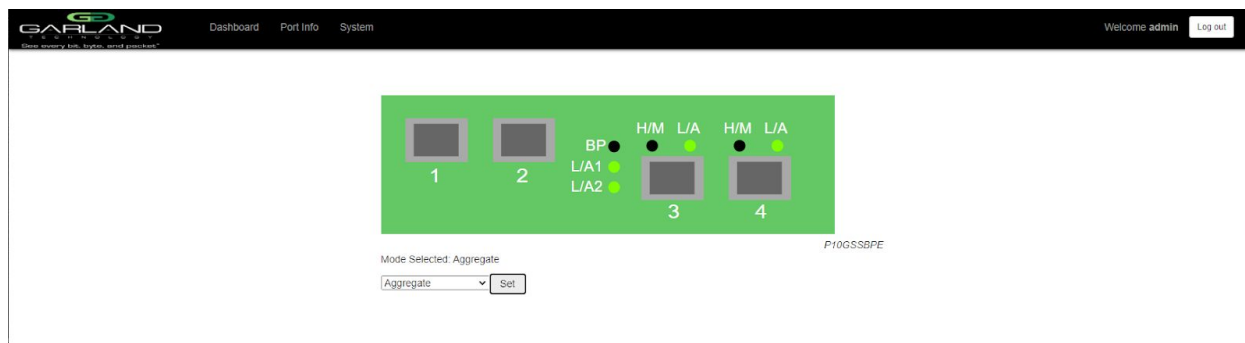 GARLAND
TECHNOLOGY
See every bit, byte, and packet®
Dashboard Port Info System
Welcome admin Log out
H/M L/A H/M L/A
BP
L/A1
L/A2
1 2
3 4
P10GSSBPE
Mode Selected: Aggregate
Aggregate Set